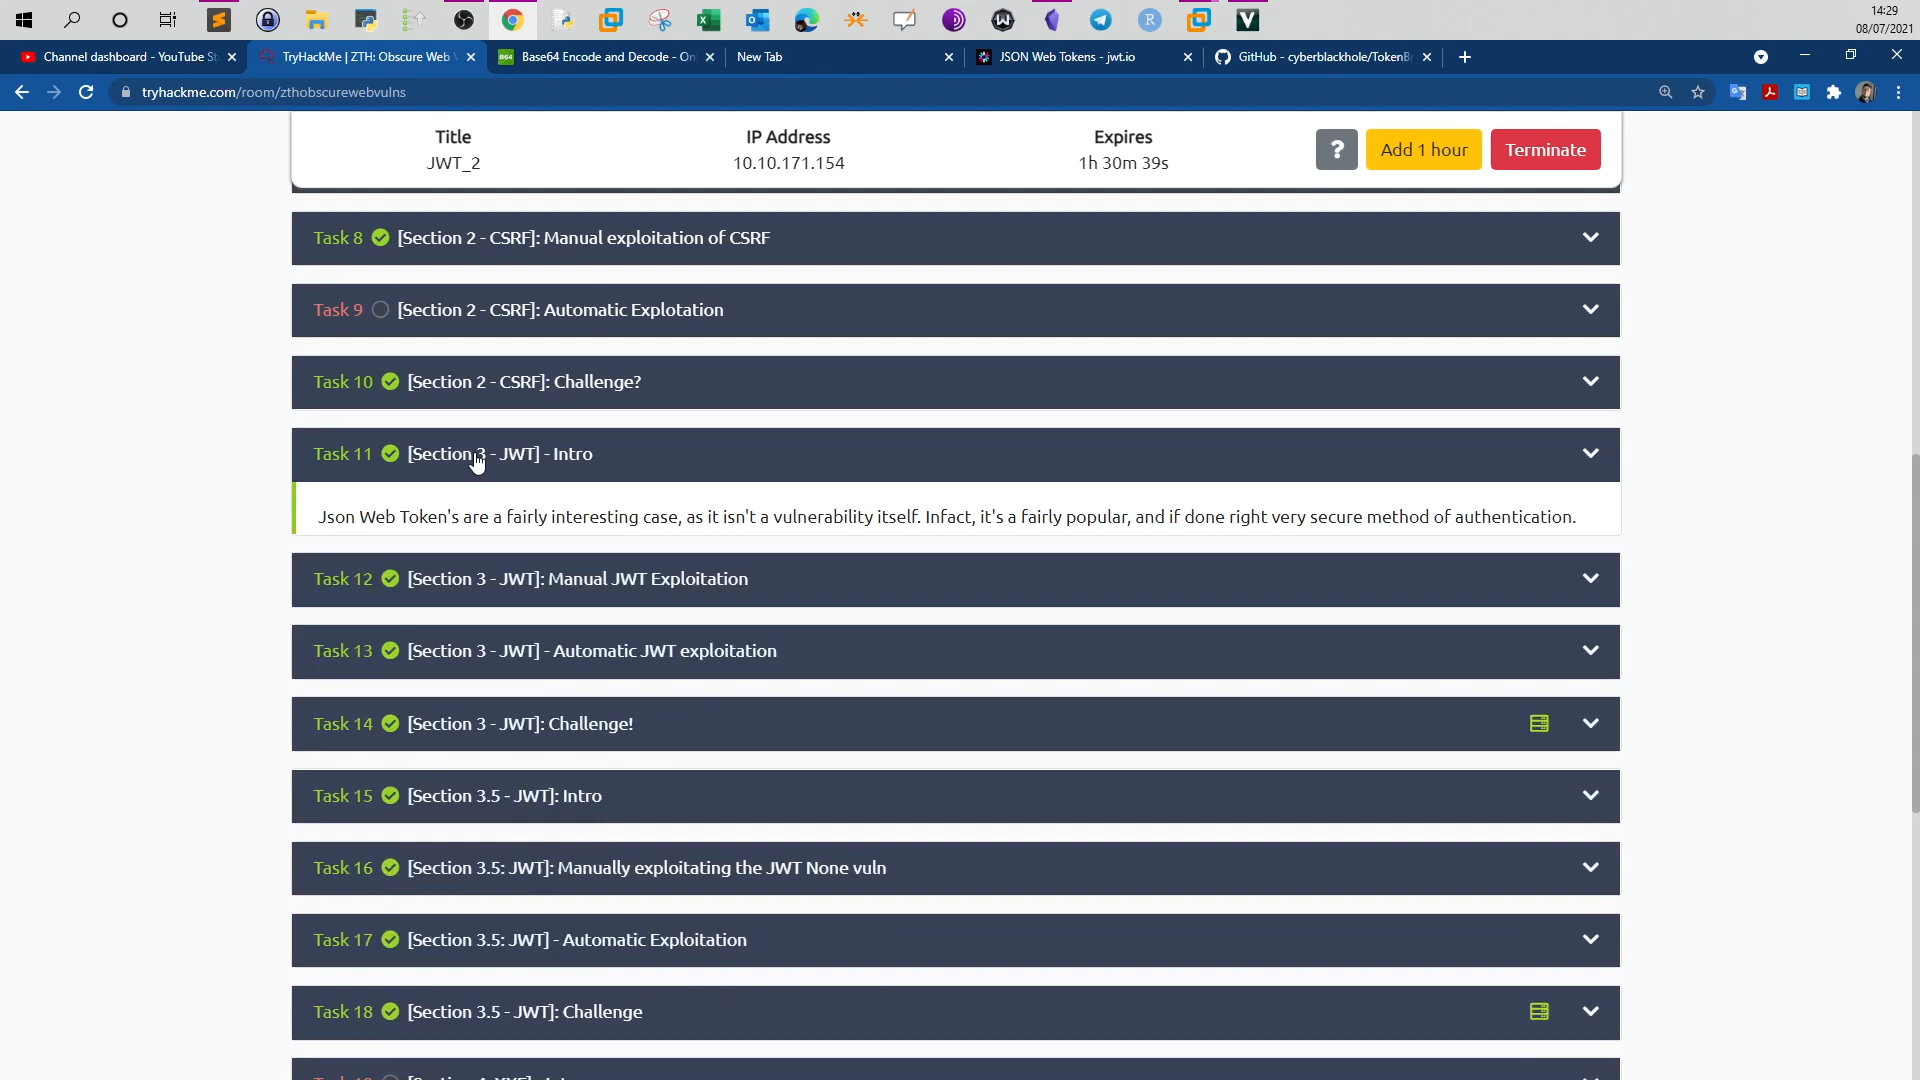 14:29
08/07/2021
Channel dashboard - YouTube St
TryHackMe | ZTH: Obscure Web V
Base64 Encode and Decode - On
New Tab
JSON Web Tokens - jwt.io
GitHub - cyberblackhole/TokenB
tryhackme.com/room/zthobscurewebvulns
Title
IP Address
Expires
JWT_2
10.10.171.154
1h 30m 39s
?
Add 1 hour
Terminate
Task 8 [Section 2 - CSRF]: Manual exploitation of CSRF
Task 9 [Section 2 - CSRF]: Automatic Explotation
Task 10 [Section 2 - CSRF]: Challenge?
Task 11 [Section 3 - JWT] - Intro
Json Web Token's are a fairly interesting case, as it isn't a vulnerability itself. Infact, it's a fairly popular, and if done right very secure method of authentication.
Task 12 [Section 3 - JWT]: Manual JWT Exploitation
Task 13 [Section 3 - JWT] - Automatic JWT exploitation
Task 14 [Section 3 - JWT]: Challenge!
Task 15 [Section 3.5 - JWT]: Intro
Task 16 [Section 3.5: JWT]: Manually exploitating the JWT None vuln
Task 17 [Section 3.5: JWT] - Automatic Exploitation
Task 18 [Section 3.5 - JWT]: Challenge